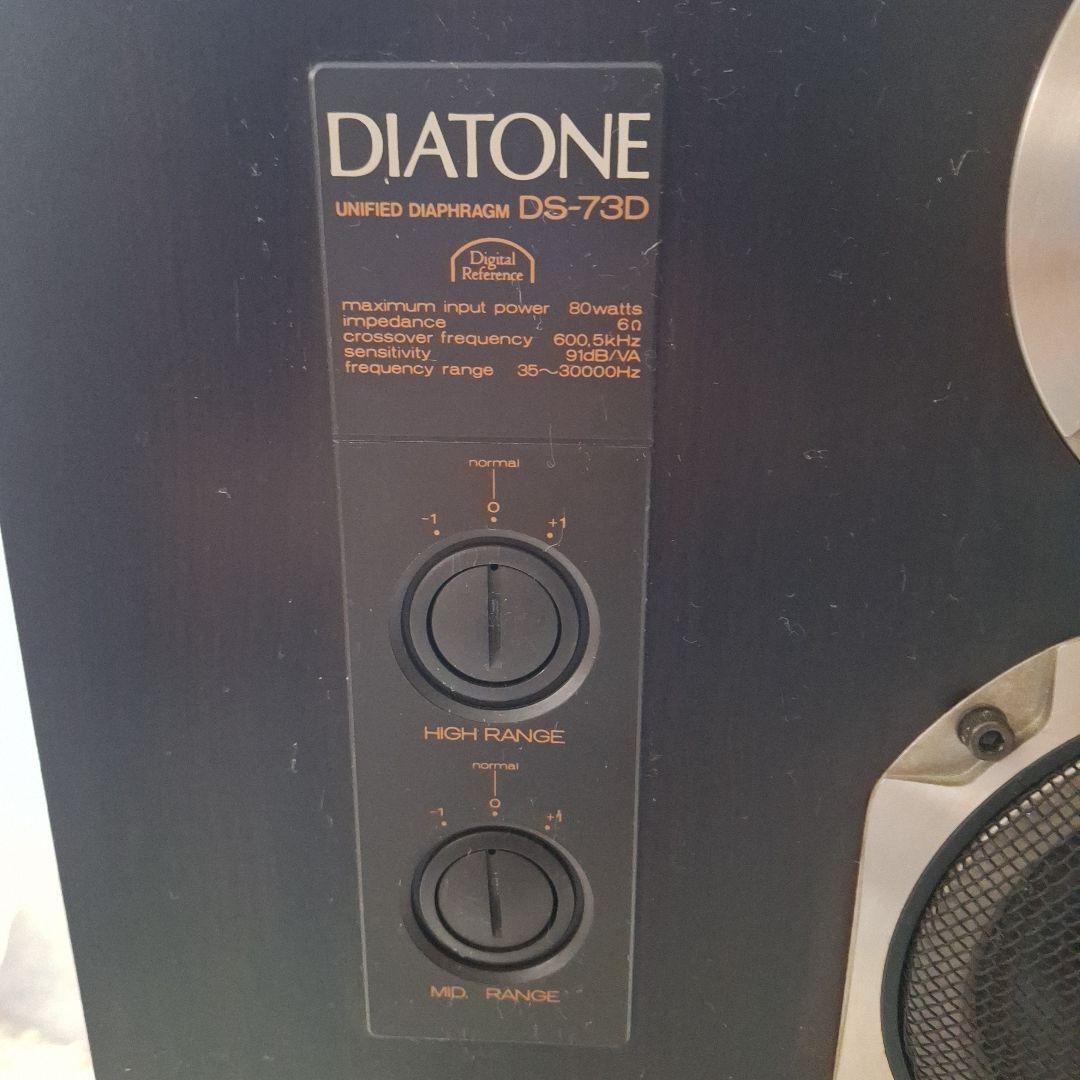 DIATONE
UNIFIED DIAPHRAGM DS-73D
Digital
Reference
maximum input power 80watts
impedance 6Ω
crossover frequency 600,5kHz
sensitivity 91dB/VA
frequency range 35~30000Hz
normal
-1 0 +1
HIGH RANGE
normal
-1 0 +1
MID. RANGE